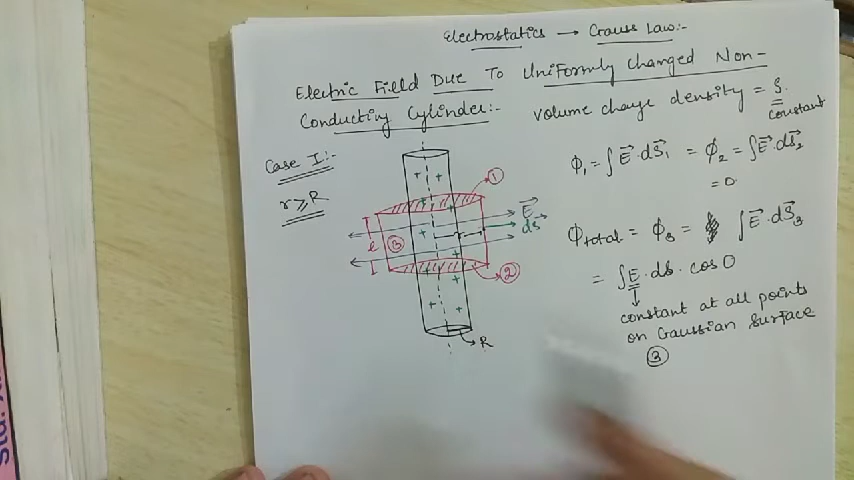 Electrostatics → Gauss Law:-
Electric Field Due To Uniformly Charged Non-
Conducting Cylinder:-
volume charge density = ρ.
= constant
Case I:-
r ≥ R
①
E
ds
+ +
+ +
+
+
+ +
+
+ +
l
③
②
R
ϕ₁ = ∫E⃗·dS⃗₁ = ϕ₂ = ∫E⃗·dS⃗₂
= 0
ϕtotal = ϕ₃ = ∫E⃗·dS⃗₃
= ∫E·ds·cos0
constant at all points
on Gaussian surface
③